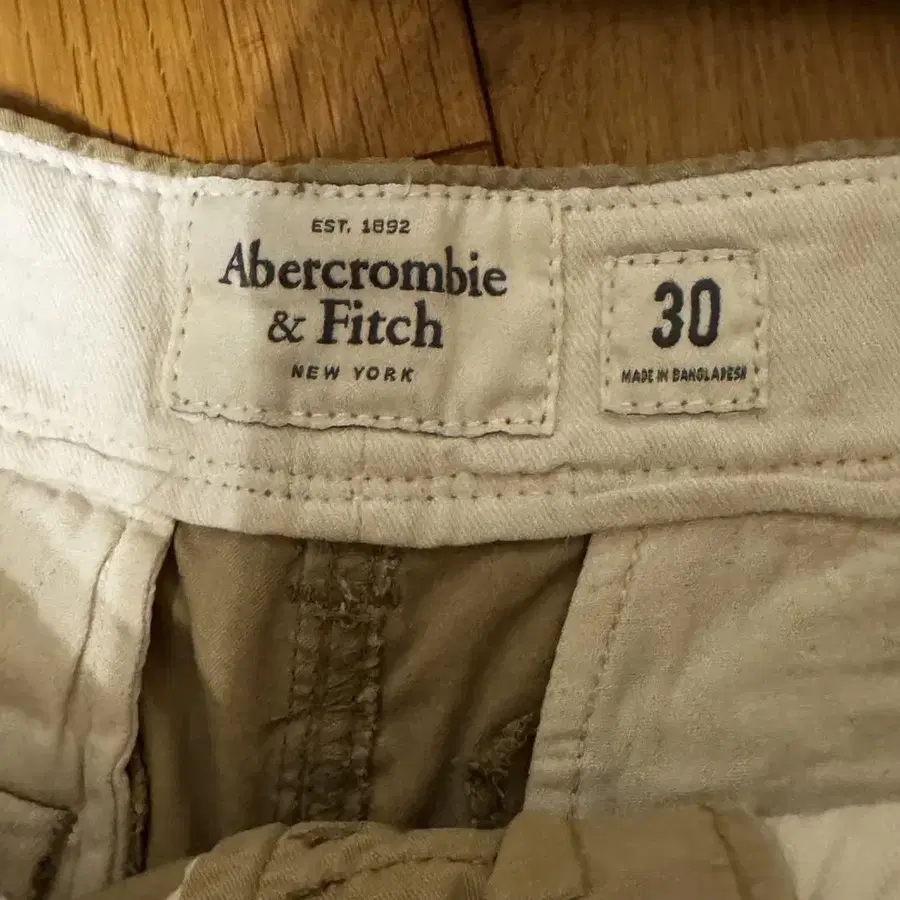 EST. 1892
Abercrombie
& Fitch
NEW YORK
30
MADE IN BANGLADESH